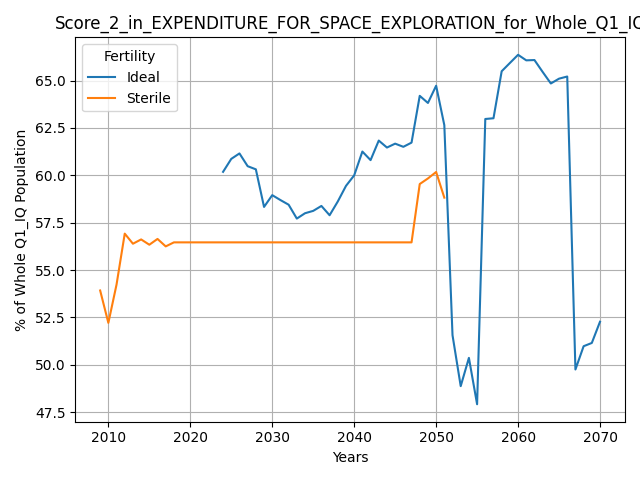 Score_2_in_EXPENDITURE_FOR_SPACE_EXPLORATION_for_Whole_Q1_IQ
Fertility
Ideal
Sterile
% of Whole Q1_IQ Population
65.0
62.5
60.0
57.5
55.0
52.5
50.0
47.5
2010 2020 2030 2040 2050 2060 2070
Years